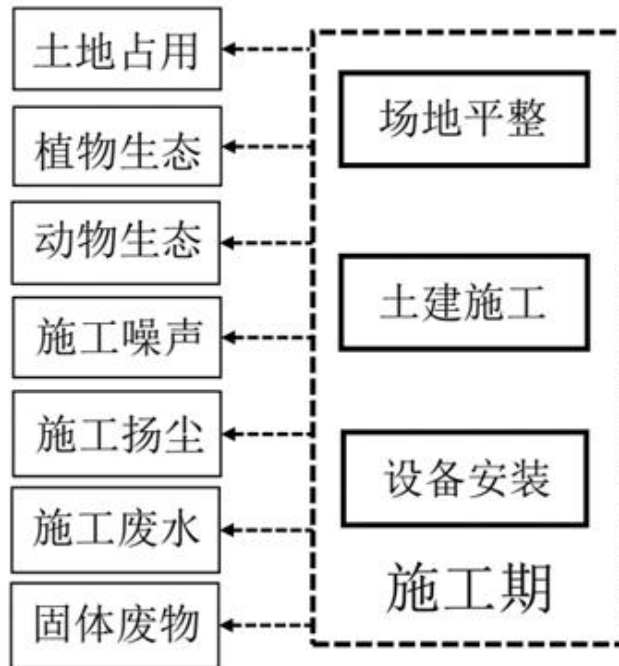 土地占用
植物生态
动物生态
施工噪声
施工扬尘
施工废水
固体废物
场地平整
土建施工
设备安装
施工期